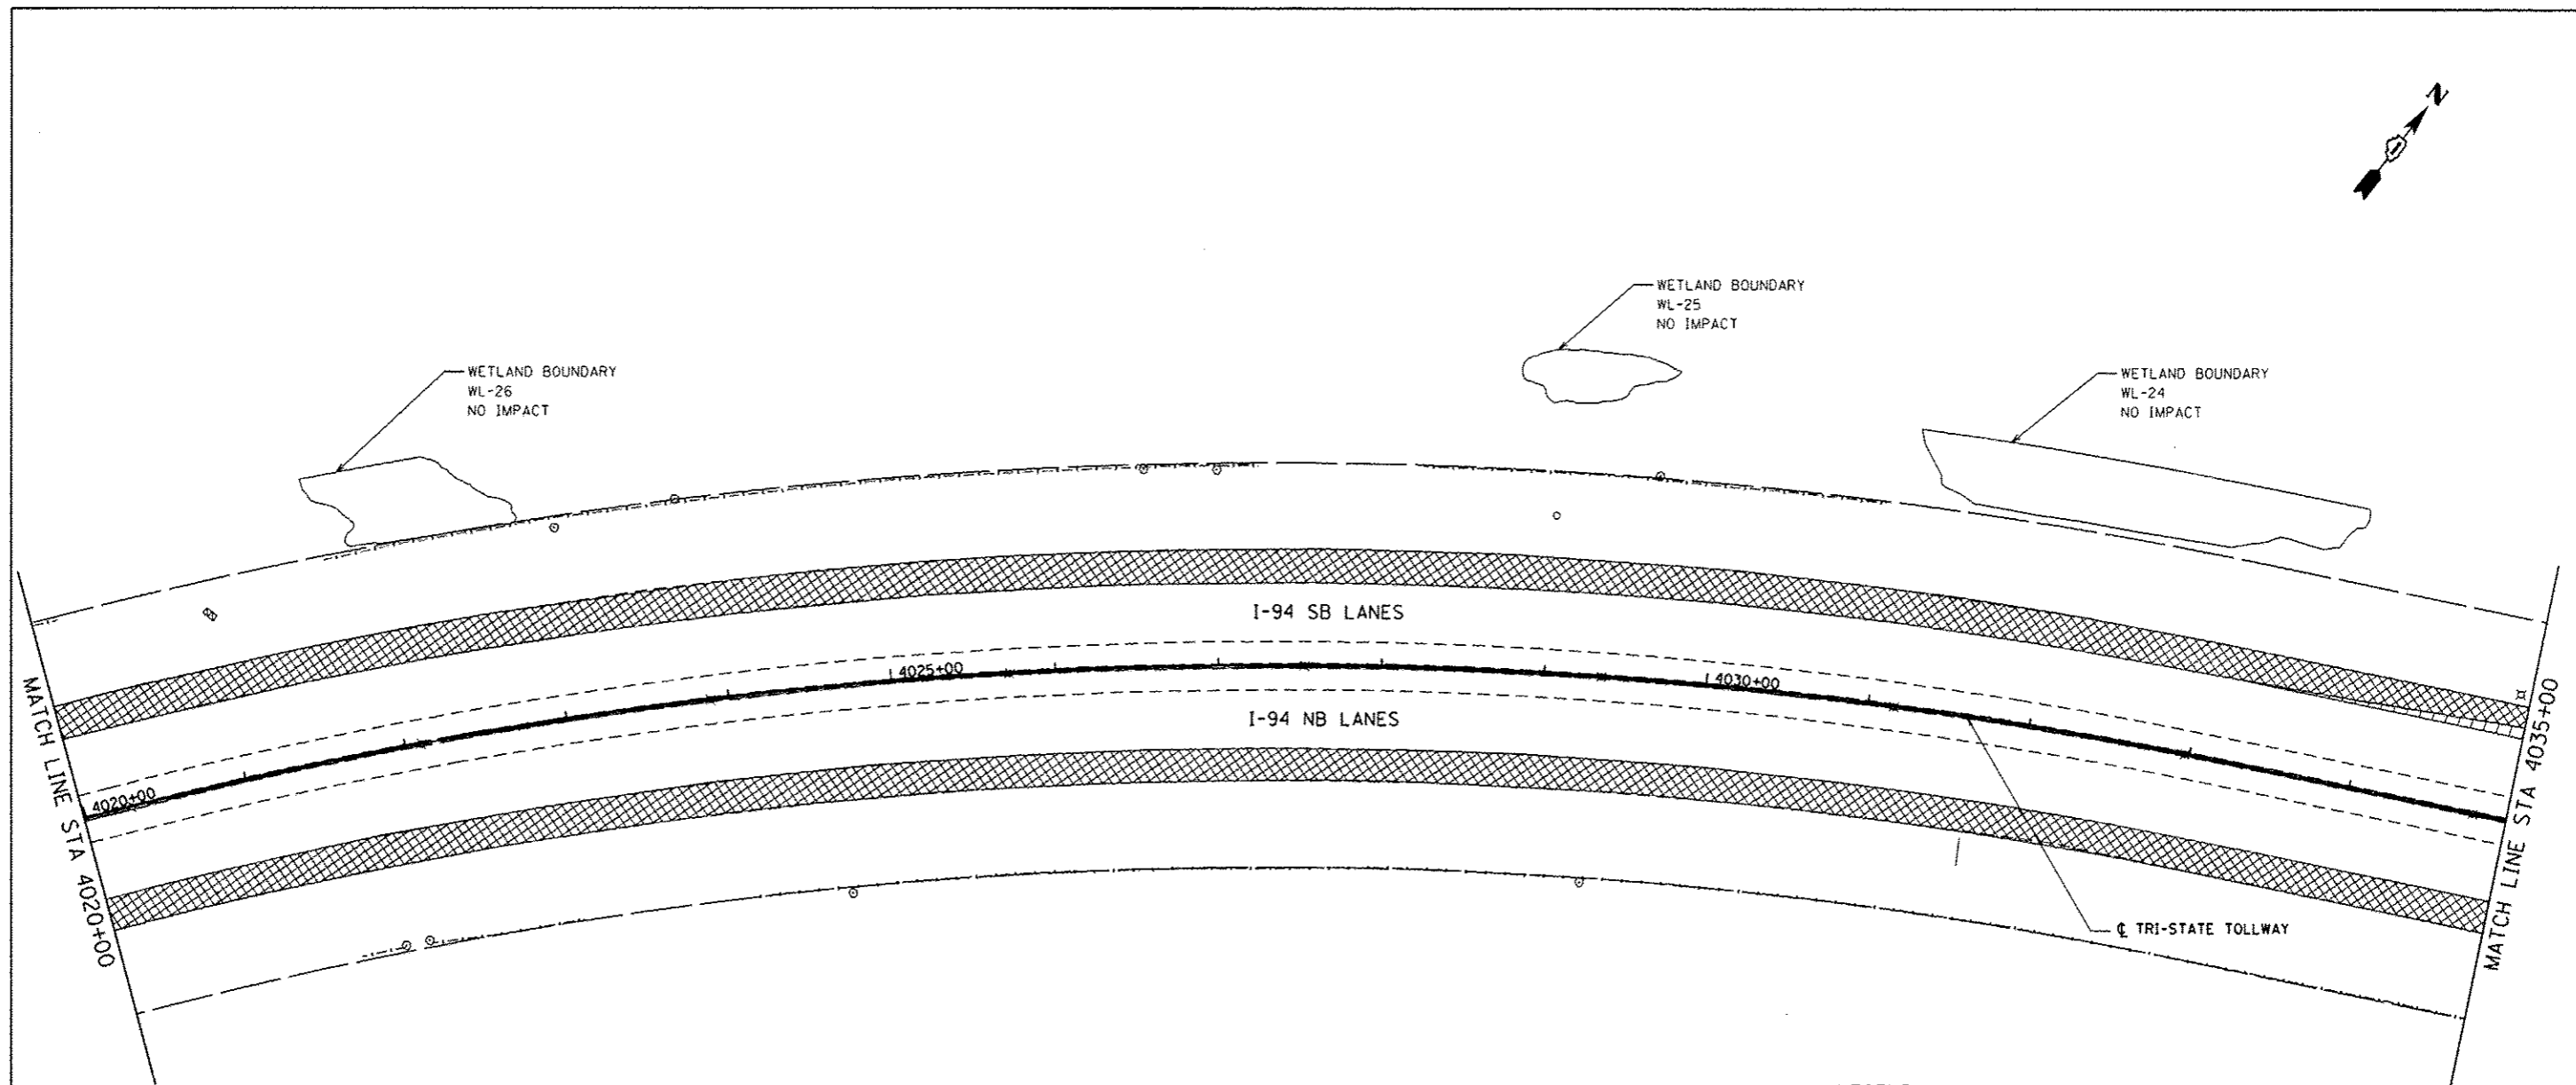 N
WETLAND BOUNDARY
WL-25
NO IMPACT
WETLAND BOUNDARY
WL-26
NO IMPACT
WETLAND BOUNDARY
WL-24
NO IMPACT
I-94 SB LANES
4025+00
4030+00
I-94 NB LANES
4020+00
MATCH LINE STA 4020+00
MATCH LINE STA 4035+00
℄ TRI-STATE TOLLWAY